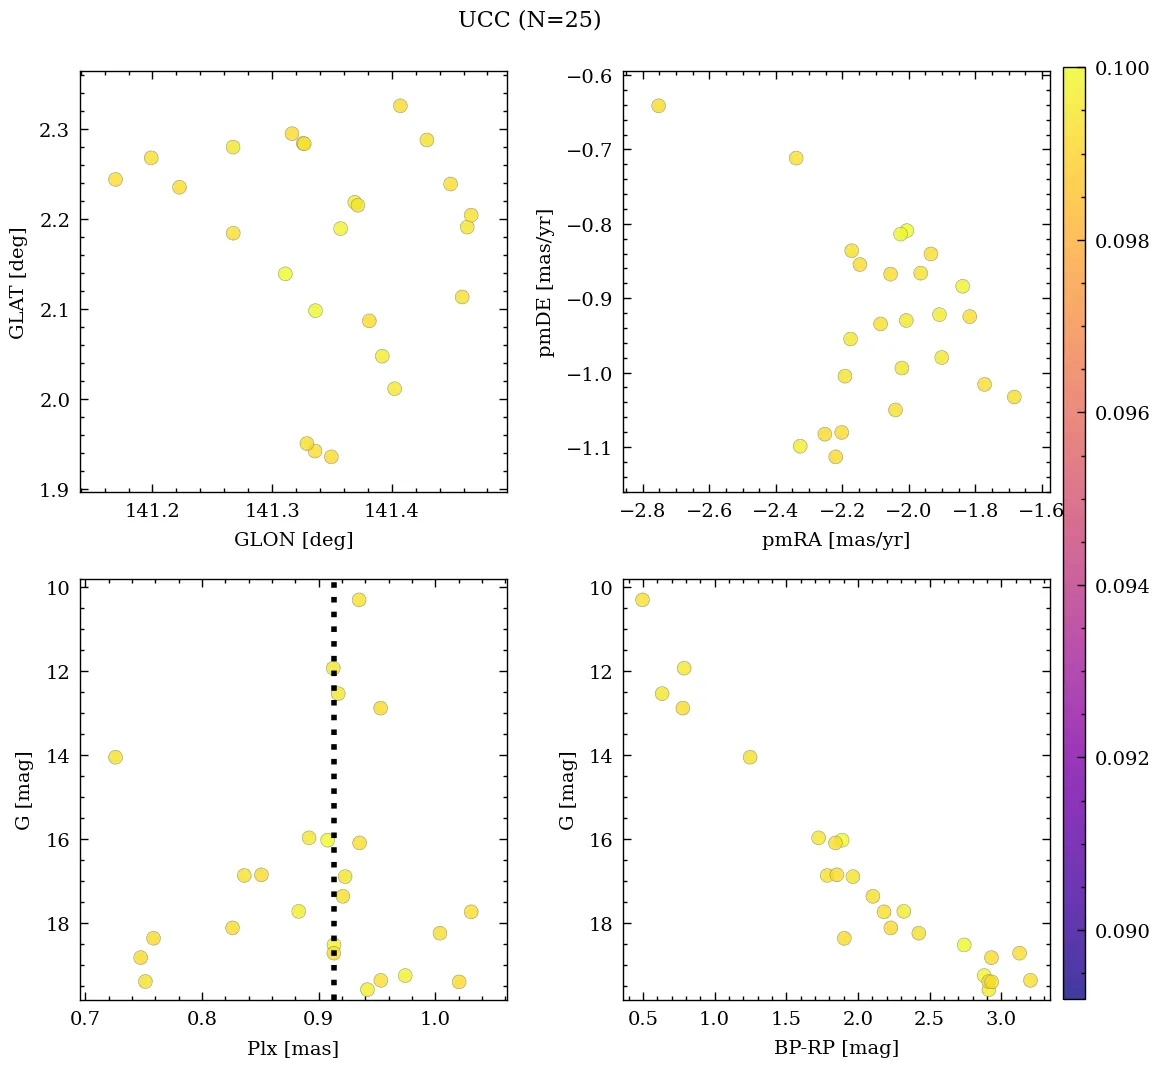 UCC (N=25)
2.3
2.2
2.1
2.0
1.9
GLAT [deg]
141.2 141.3 141.4
GLON [deg]
−0.6
−0.7
−0.8
−0.9
−1.0
−1.1
pmDE [mas/yr]
−2.8 −2.6 −2.4 −2.2 −2.0 −1.8 −1.6
pmRA [mas/yr]
0.100
0.098
0.096
0.094
0.092
0.090
10
12
14
16
18
G [mag]
0.7 0.8 0.9 1.0
Plx [mas]
10
12
14
16
18
G [mag]
0.5 1.0 1.5 2.0 2.5 3.0
BP-RP [mag]